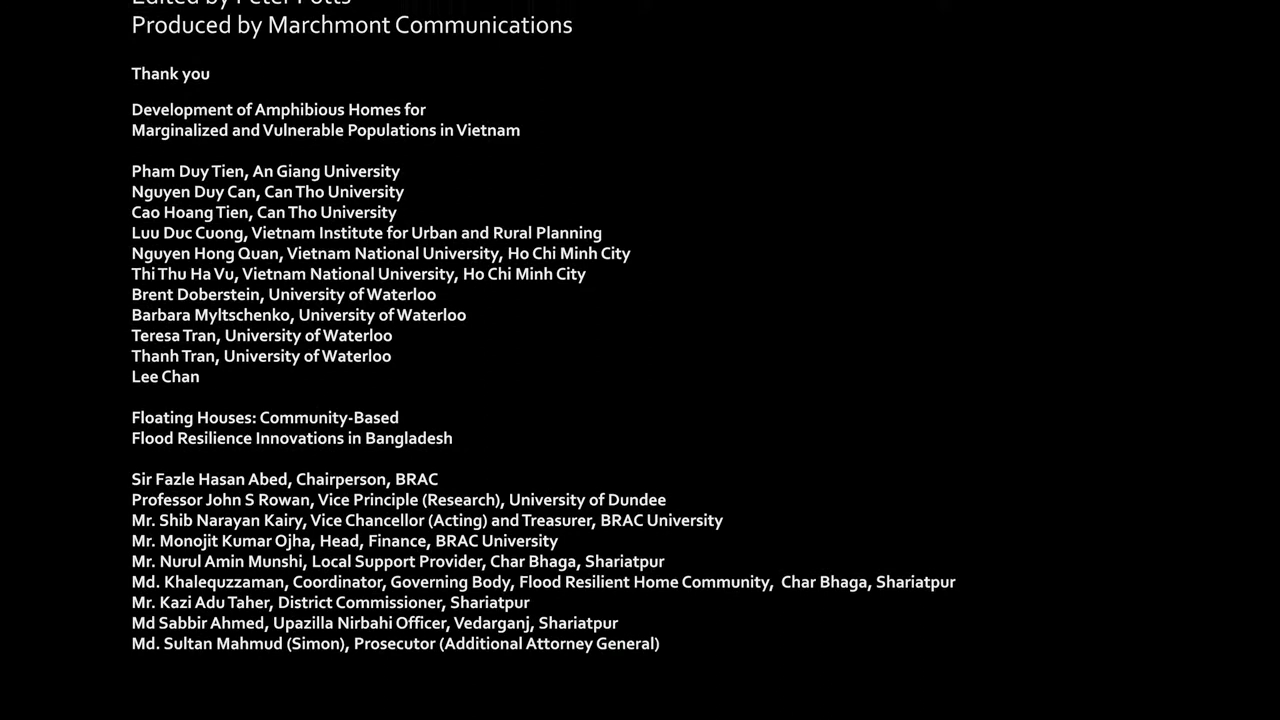 Edited by Peter Potts
Produced by Marchmont Communications
Thank you
Development of Amphibious Homes for
Marginalized and Vulnerable Populations in Vietnam
Pham Duy Tien, An Giang University
Nguyen Duy Can, Can Tho University
Cao Hoang Tien, Can Tho University
Luu Duc Cuong, Vietnam Institute for Urban and Rural Planning
Nguyen Hong Quan, Vietnam National University, Ho Chi Minh City
Thi Thu Ha Vu, Vietnam National University, Ho Chi Minh City
Brent Doberstein, University of Waterloo
Barbara Myltschenko, University of Waterloo
Teresa Tran, University of Waterloo
Thanh Tran, University of Waterloo
Lee Chan
Floating Houses: Community-Based
Flood Resilience Innovations in Bangladesh
Sir Fazle Hasan Abed, Chairperson, BRAC
Professor John S Rowan, Vice Principle (Research), University of Dundee
Mr. Shib Narayan Kairy, Vice Chancellor (Acting) and Treasurer, BRAC University
Mr. Monojit Kumar Ojha, Head, Finance, BRAC University
Mr. Nurul Amin Munshi, Local Support Provider, Char Bhaga, Shariatpur
Md. Khalequzzaman, Coordinator, Governing Body, Flood Resilient Home Community, Char Bhaga, Shariatpur
Mr. Kazi Adu Taher, District Commissioner, Shariatpur
Md Sabbir Ahmed, Upazilla Nirbahi Officer, Vedarganj, Shariatpur
Md. Sultan Mahmud (Simon), Prosecutor (Additional Attorney General)